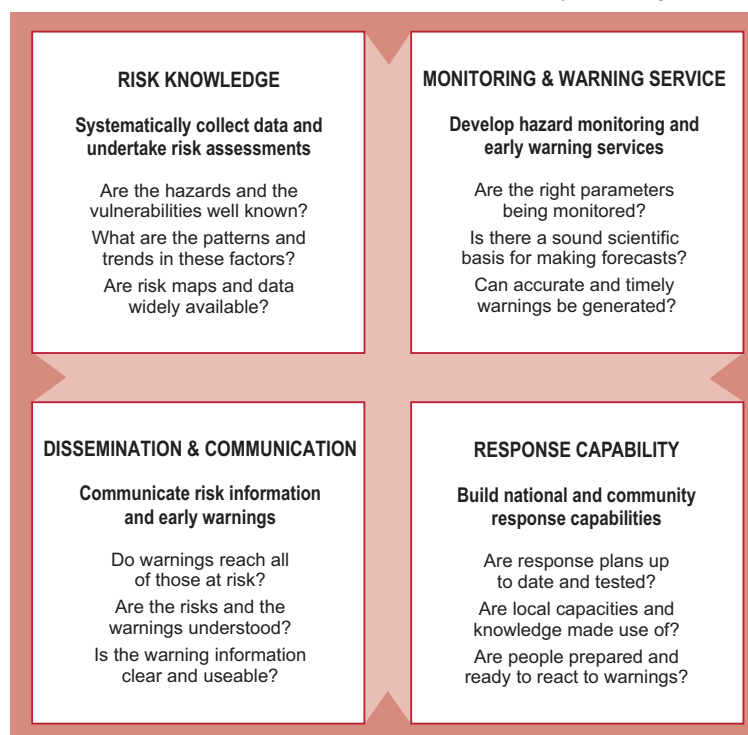 RISK KNOWLEDGE
Systematically collect data and
undertake risk assessments
Are the hazards and the
vulnerabilities well known?
What are the patterns and
trends in these factors?
Are risk maps and data
widely available?
MONITORING & WARNING SERVICE
Develop hazard monitoring and
early warning services
Are the right parameters
being monitored?
Is there a sound scientific
basis for making forecasts?
Can accurate and timely
warnings be generated?
DISSEMINATION & COMMUNICATION
Communicate risk information
and early warnings
Do warnings reach all
of those at risk?
Are the risks and the
warnings understood?
Is the warning information
clear and useable?
RESPONSE CAPABILITY
Build national and community
response capabilities
Are response plans up
to date and tested?
Are local capacities and
knowledge made use of?
Are people prepared and
ready to react to warnings?